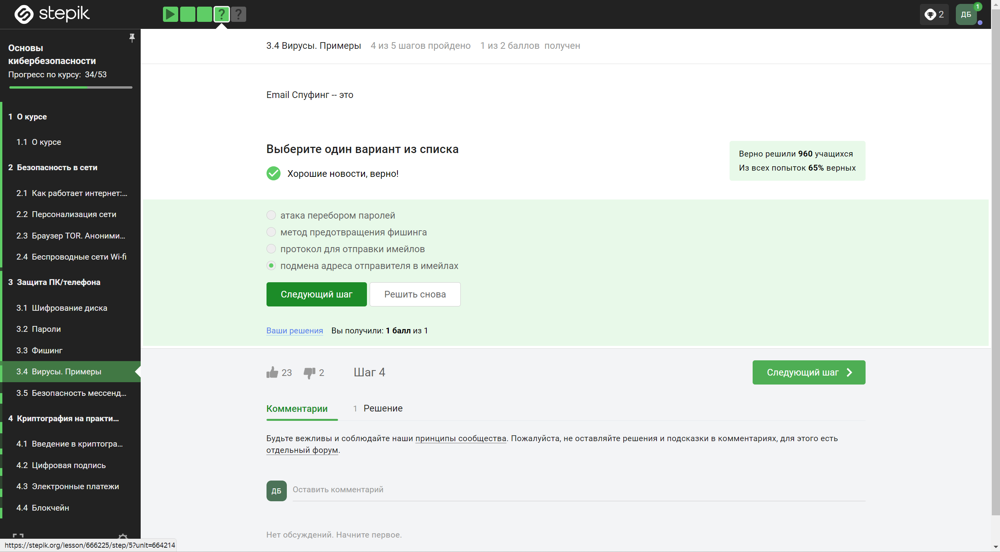 stepik
?
?
2
ДБ
1
Основы
кибербезопасности
Прогресс по курсу: 34/53
1 О курсе
1.1 О курсе
2 Безопасность в сети
2.1 Как работает интернет:...
2.2 Персонализация сети
2.3 Браузер TOR. Аноними...
2.4 Беспроводные сети Wi-fi
3 Защита ПК/телефона
3.1 Шифрование диска
3.2 Пароли
3.3 Фишинг
3.4 Вирусы. Примеры
3.5 Безопасность мессенд...
4 Криптография на практи...
4.1 Введение в криптогра...
4.2 Цифровая подпись
4.3 Электронные платежи
4.4 Блокчейн
https://stepik.org/lesson/666225/step/5?unit=664214
3.4 Вирусы. Примеры 4 из 5 шагов пройдено 1 из 2 баллов получен
Email Спуфинг -- это
Выберите один вариант из списка
Хорошие новости, верно!
Верно решили 960 учащихся
Из всех попыток 65% верных
атака перебором паролей
метод предотвращения фишинга
протокол для отправки имейлов
подмена адреса отправителя в имейлах
Следующий шаг Решить снова
Ваши решения Вы получили: 1 балл из 1
23 2 Шаг 4 Следующий шаг
Комментарии 1 Решение
Будьте вежливы и соблюдайте наши принципы сообщества. Пожалуйста, не оставляйте решения и подсказки в комментариях, для этого есть
отдельный форум.
ДБ Оставить комментарий
Нет обсуждений. Начните первое.